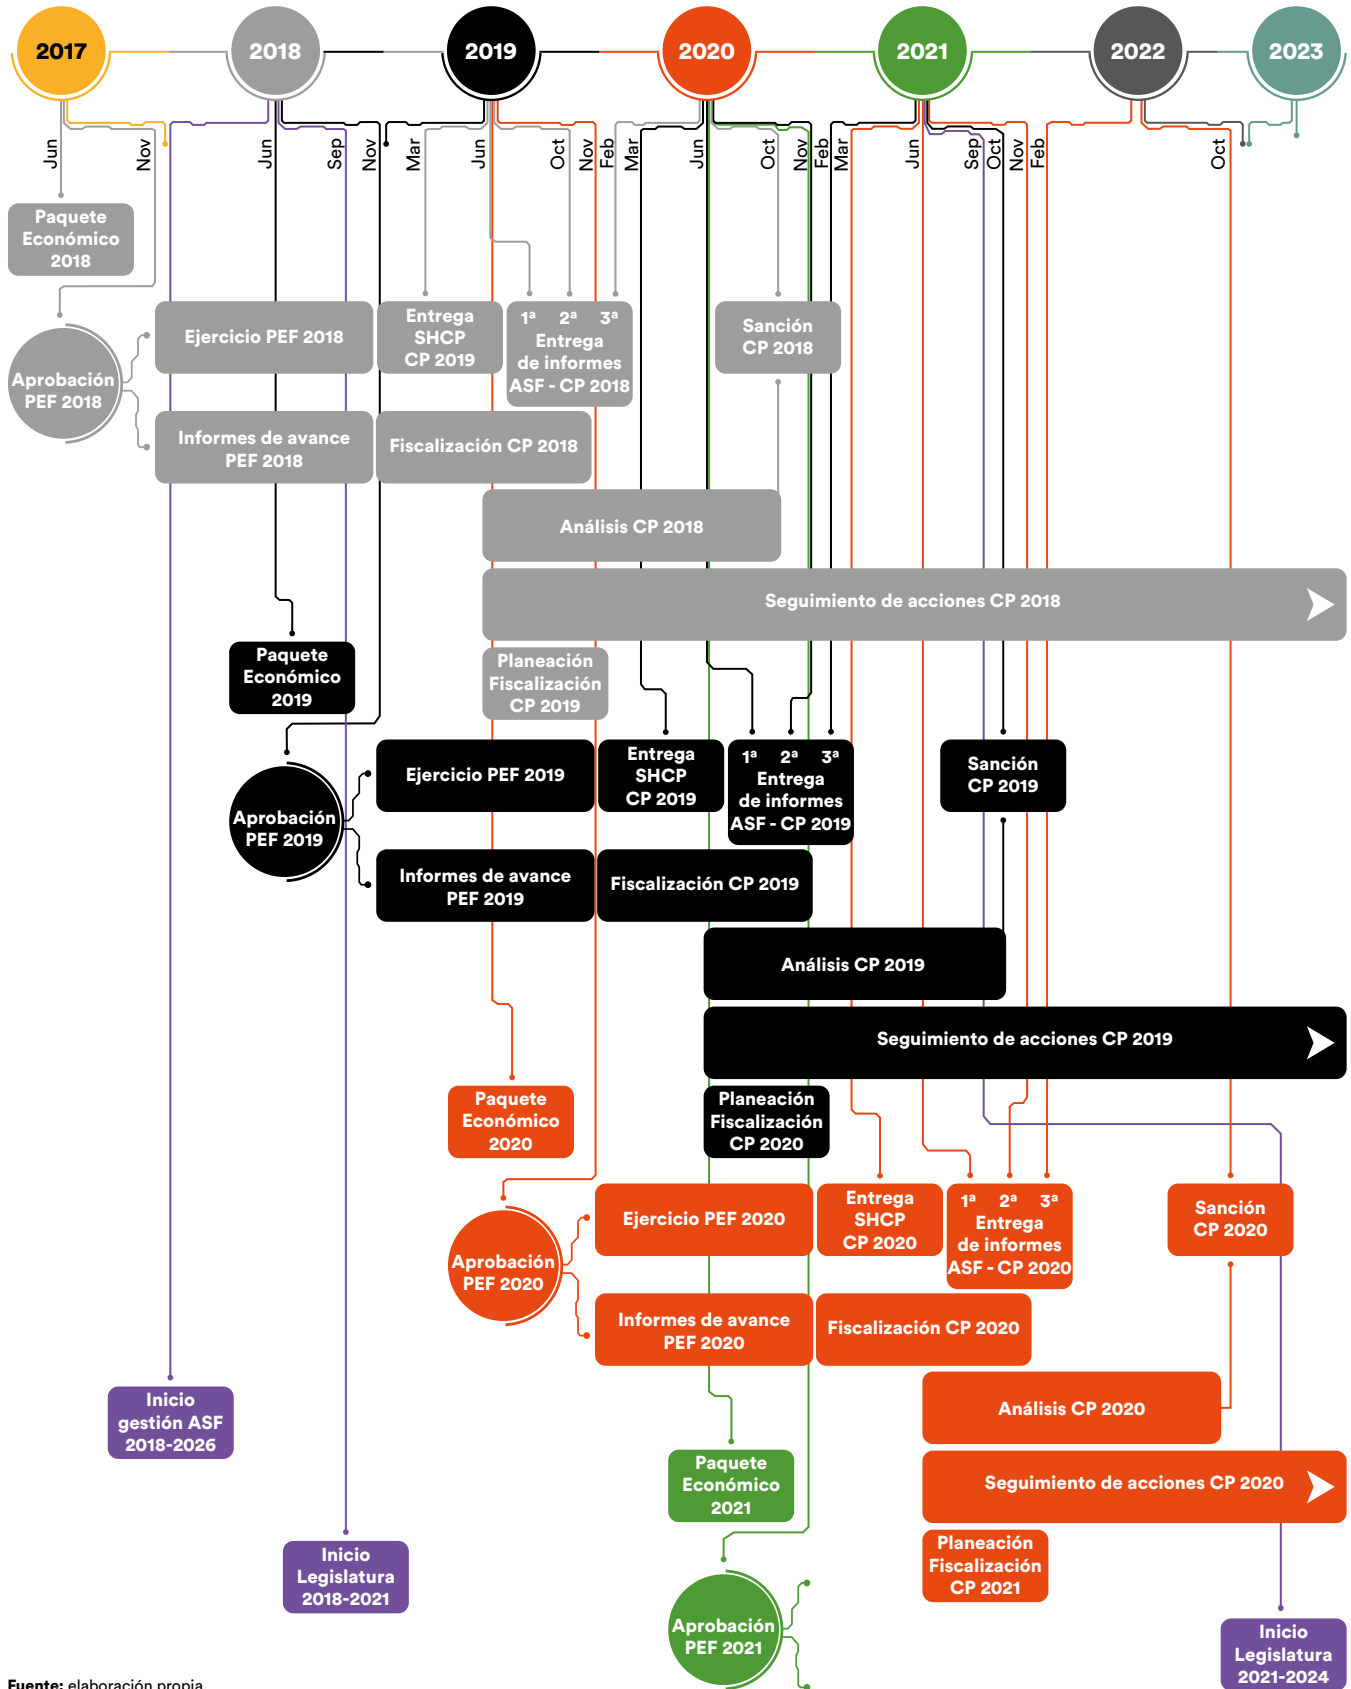 2017
2018
2019
2020
2021
2022
2023
Jun
Nov
Jun
Sep
Nov
Mar
Jun
Oct
Nov
Feb
Mar
Jun
Oct
Nov
Feb
Mar
Jun
Sep
Oct
Nov
Feb
Oct
Paquete
Económico
2018
Aprobación
PEF 2018
Ejercicio PEF 2018
Entrega
SHCP
CP 2019
1ª 2ª 3ª
Entrega
de informes
ASF - CP 2018
Sanción
CP 2018
Informes de avance
PEF 2018
Fiscalización CP 2018
Análisis CP 2018
Seguimiento de acciones CP 2018
Planeación
Fiscalización
CP 2019
Paquete
Económico
2019
Aprobación
PEF 2019
Ejercicio PEF 2019
Entrega
SHCP
CP 2019
1ª 2ª 3ª
Entrega
de informes
ASF - CP 2019
Sanción
CP 2019
Informes de avance
PEF 2019
Fiscalización CP 2019
Análisis CP 2019
Seguimiento de acciones CP 2019
Planeación
Fiscalización
CP 2020
Paquete
Económico
2020
Aprobación
PEF 2020
Ejercicio PEF 2020
Entrega
SHCP
CP 2020
1ª 2ª 3ª
Entrega
de informes
ASF - CP 2020
Sanción
CP 2020
Informes de avance
PEF 2020
Fiscalización CP 2020
Análisis CP 2020
Seguimiento de acciones CP 2020
Planeación
Fiscalización
CP 2021
Inicio
gestión ASF
2018-2026
Paquete
Económico
2021
Inicio
Legislatura
2018-2021
Aprobación
PEF 2021
Inicio
Legislatura
2021-2024
Fuente: elaboración propia